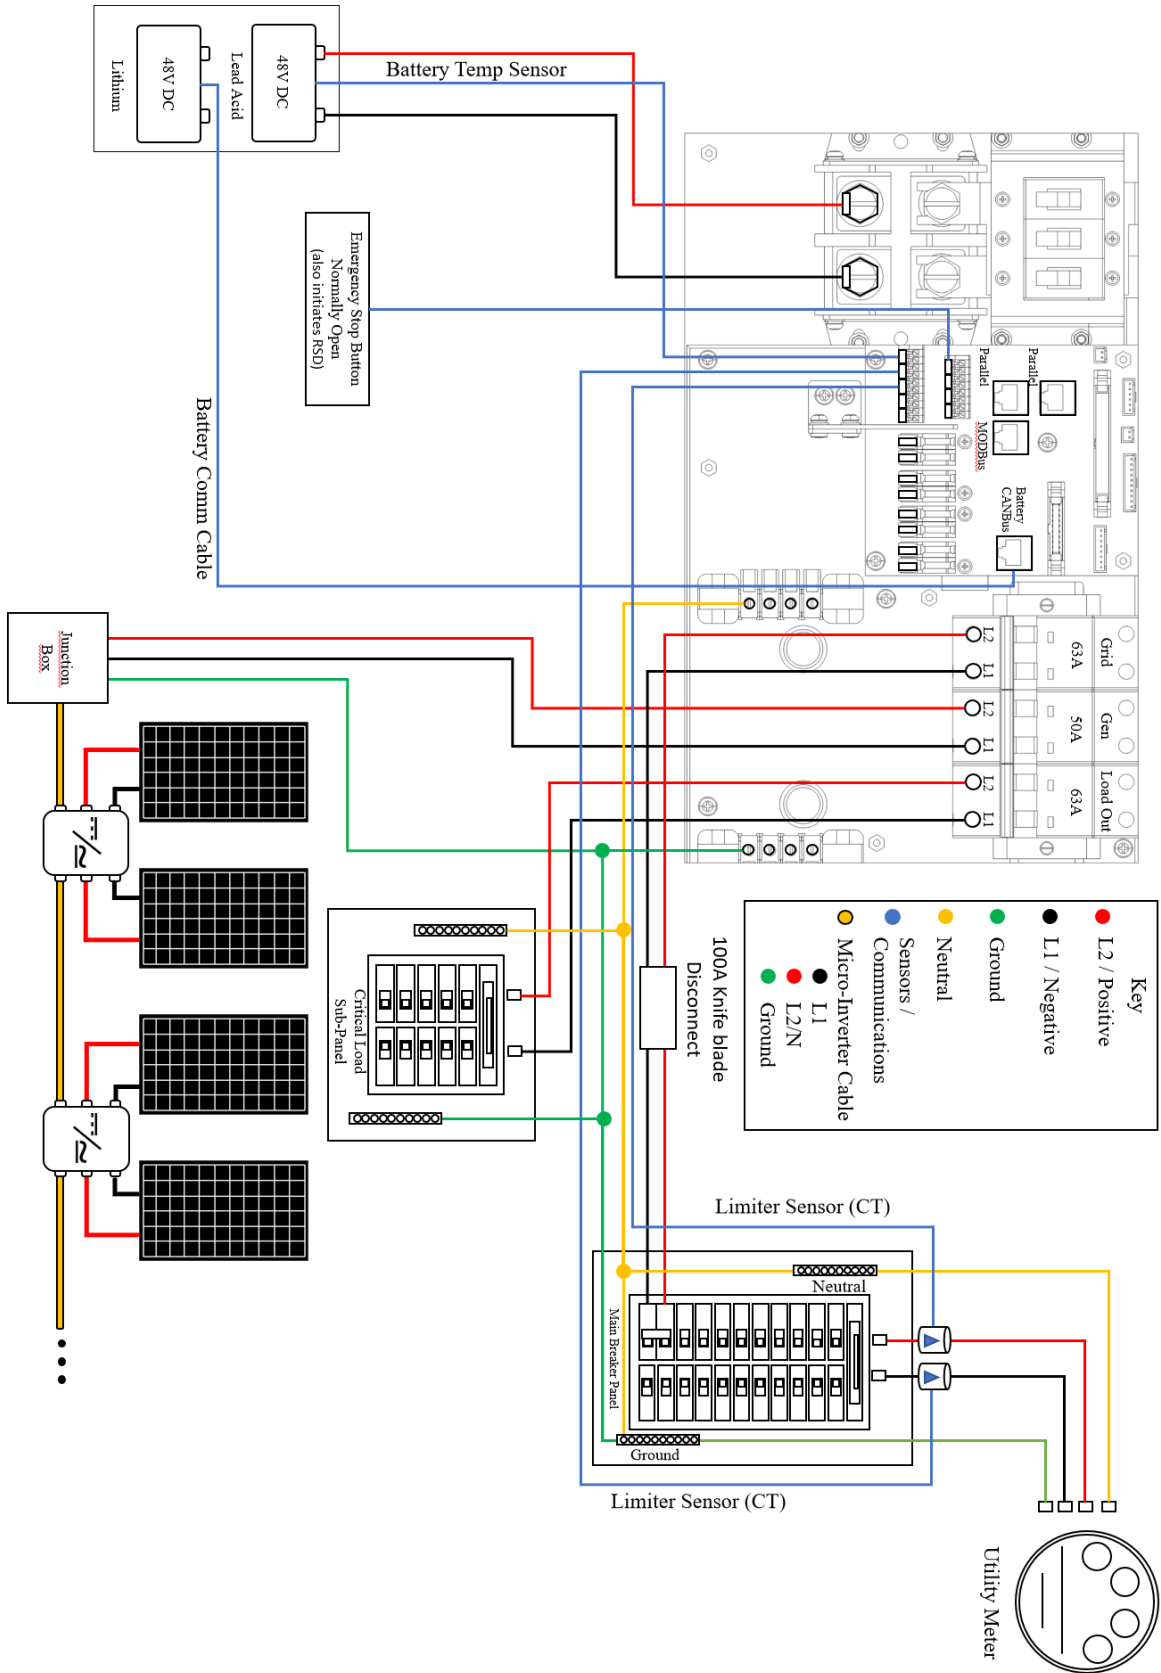 Battery Temp Sensor
48V DC
Lead Acid
48V DC
Lithium
Emergency Stop Button
Normally Open
(also initiates RSD)
Battery Comm Cable
Parallel
Parallel
MODBus
Battery
CANBus
L2
L1
63A
Grid
L2
L1
50A
Gen
L2
L1
63A
Load Out
Junction
Box
Key
L2 / Positive
L1 / Negative
Ground
Neutral
Sensors /
Communications
Micro-Inverter Cable
L1
L2/N
Ground
100A Knife blade
Disconnect
Critical Load
Sub-Panel
Limiter Sensor (CT)
Neutral
Main Breaker Panel
Ground
Limiter Sensor (CT)
Utility Meter